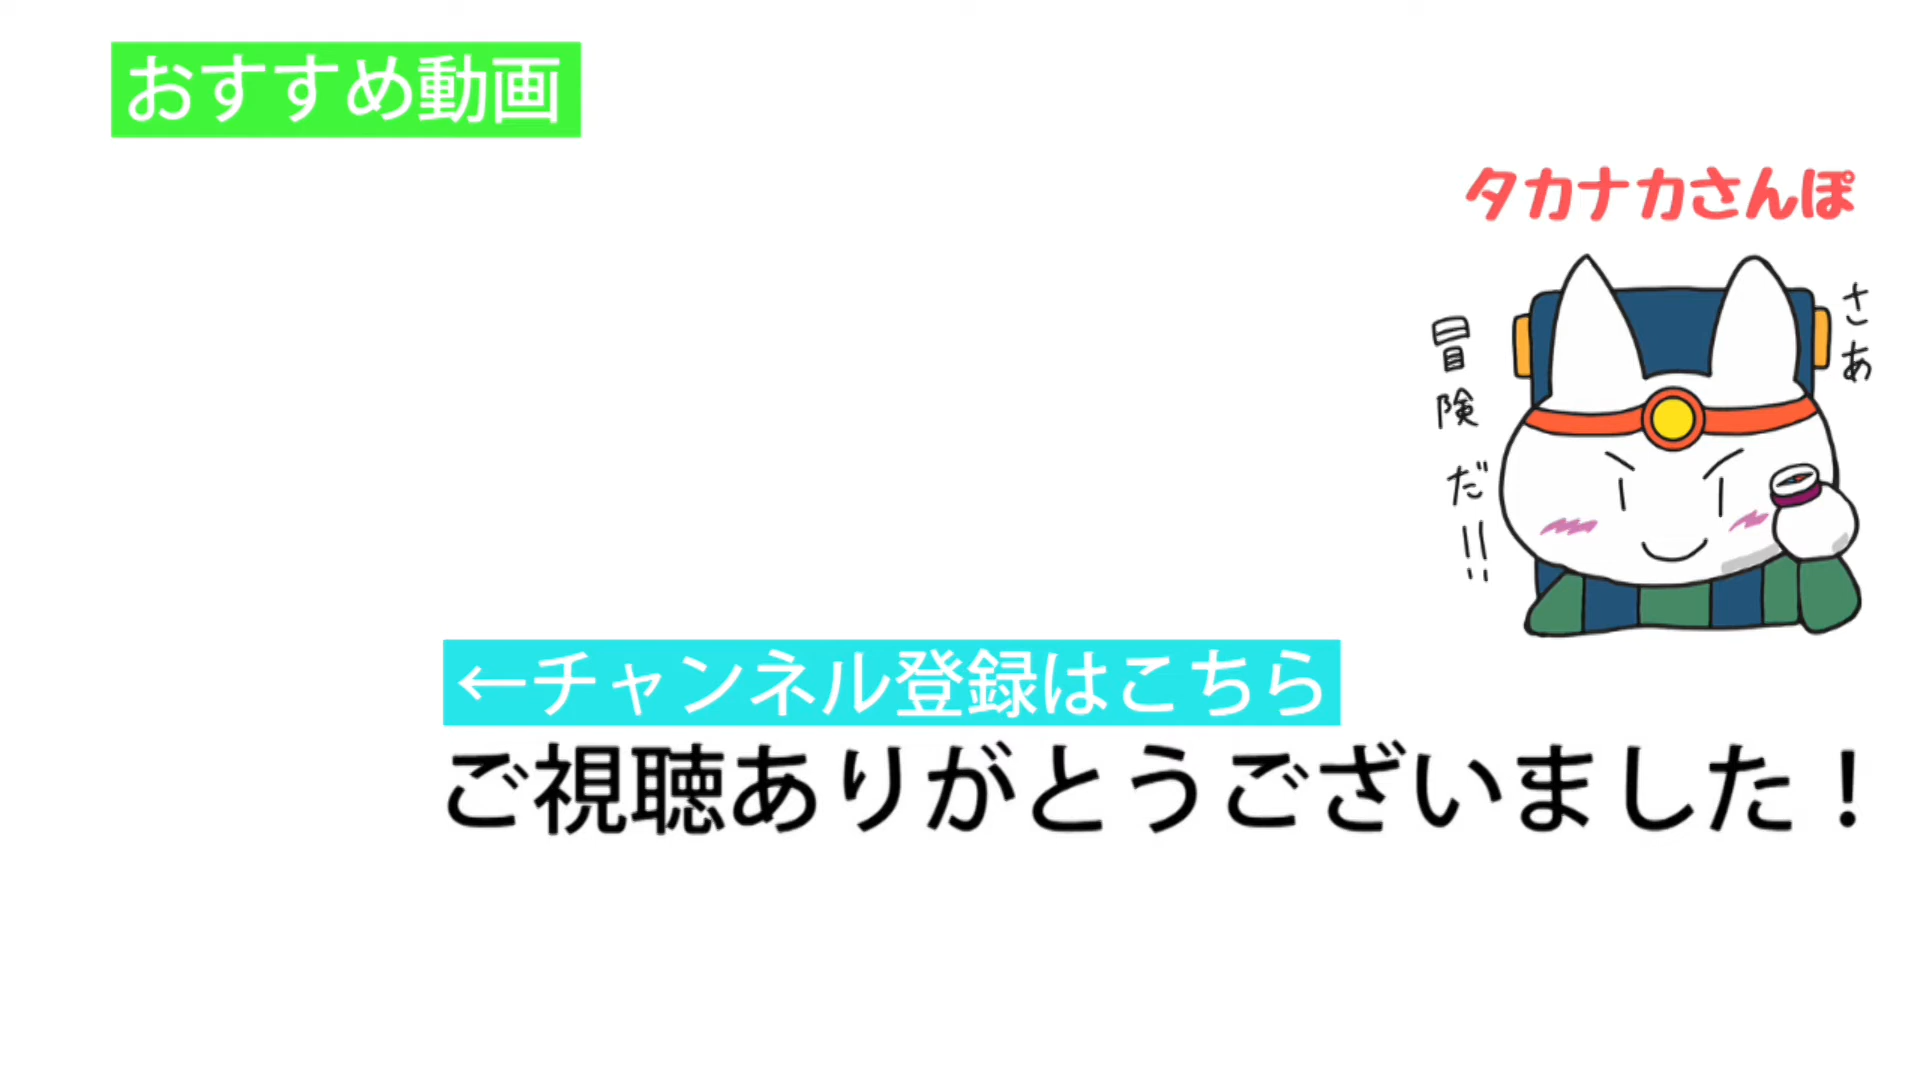 おすすめ動画
タカナカさんぽ
さあ
冒険だ!!
←チャンネル登録はこちら
ご視聴ありがとうございました！